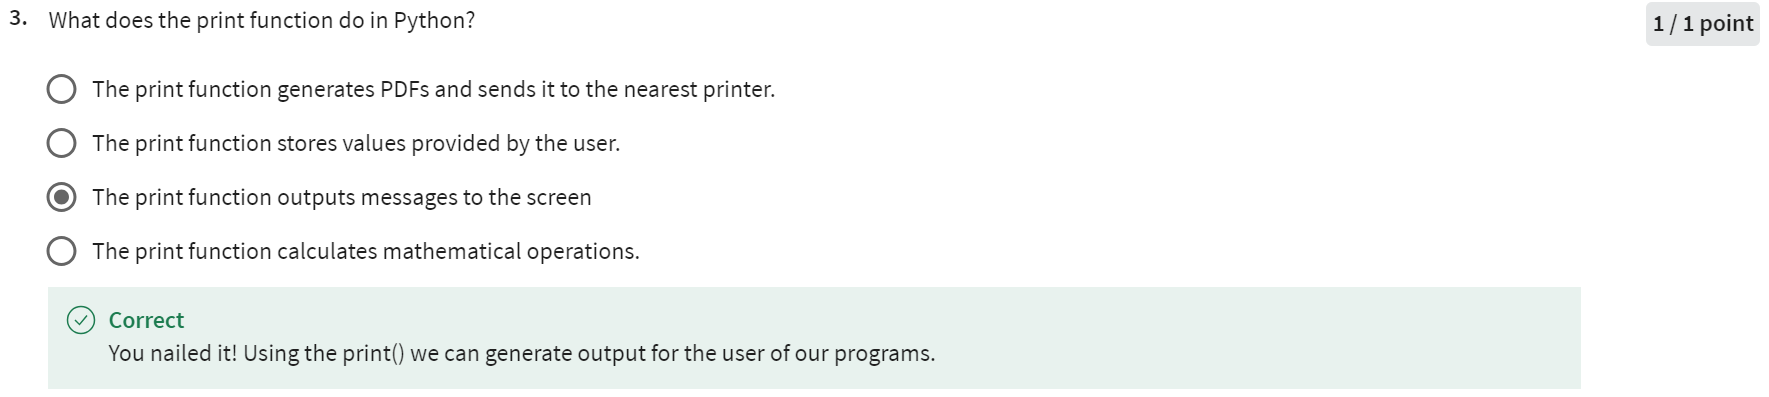 3. What does the print function do in Python?
1 / 1 point
The print function generates PDFs and sends it to the nearest printer.
The print function stores values provided by the user.
The print function outputs messages to the screen
The print function calculates mathematical operations.
Correct
You nailed it! Using the print() we can generate output for the user of our programs.